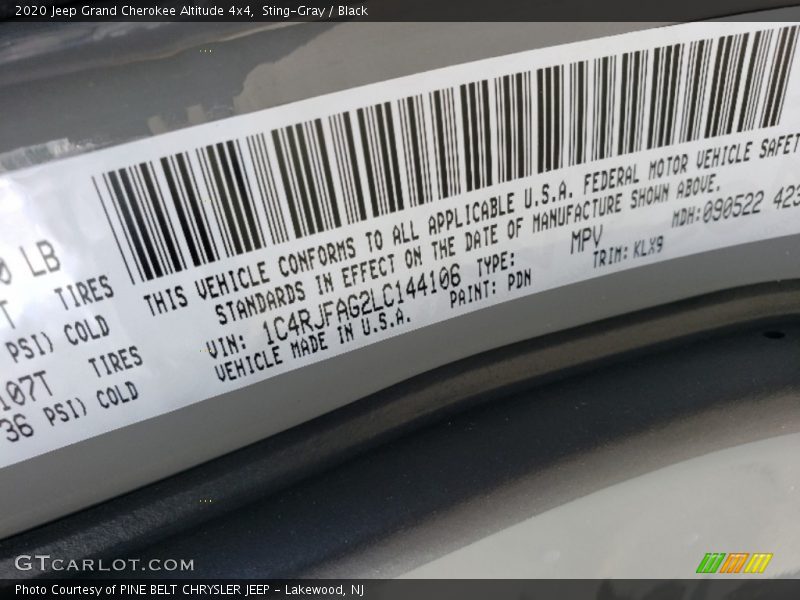 2020 Jeep Grand Cherokee Altitude 4x4,  Sting-Gray / Black
0 LB
TIRES
PSI) COLD
107T TIRES
36 PSI) COLD
THIS VEHICLE CONFORMS TO ALL APPLICABLE U.S.A. FEDERAL MOTOR VEHICLE SAFET
STANDARDS IN EFFECT ON THE DATE OF MANUFACTURE SHOWN ABOVE.
VIN: 1C4RJFAG2LC144106 TYPE: MPV MDH:090522 423
VEHICLE MADE IN U.S.A. PAINT: PDN TRIM: KLX9
GTCARLOT.COM
Photo Courtesy of PINE BELT CHRYSLER JEEP - Lakewood, NJ